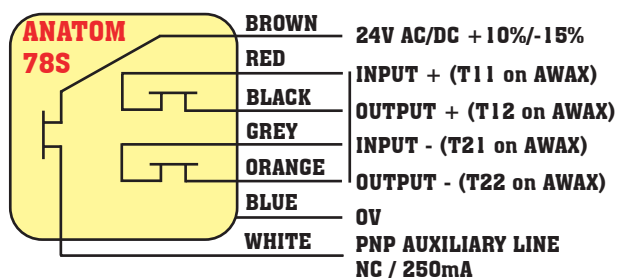 ANATOM
78S
BROWN 24V AC/DC +10%/-15%
RED INPUT + (T11 on AWAX)
BLACK OUTPUT + (T12 on AWAX)
GREY INPUT - (T21 on AWAX)
ORANGE OUTPUT - (T22 on AWAX)
BLUE 0V
WHITE PNP AUXILIARY LINE
NC / 250mA